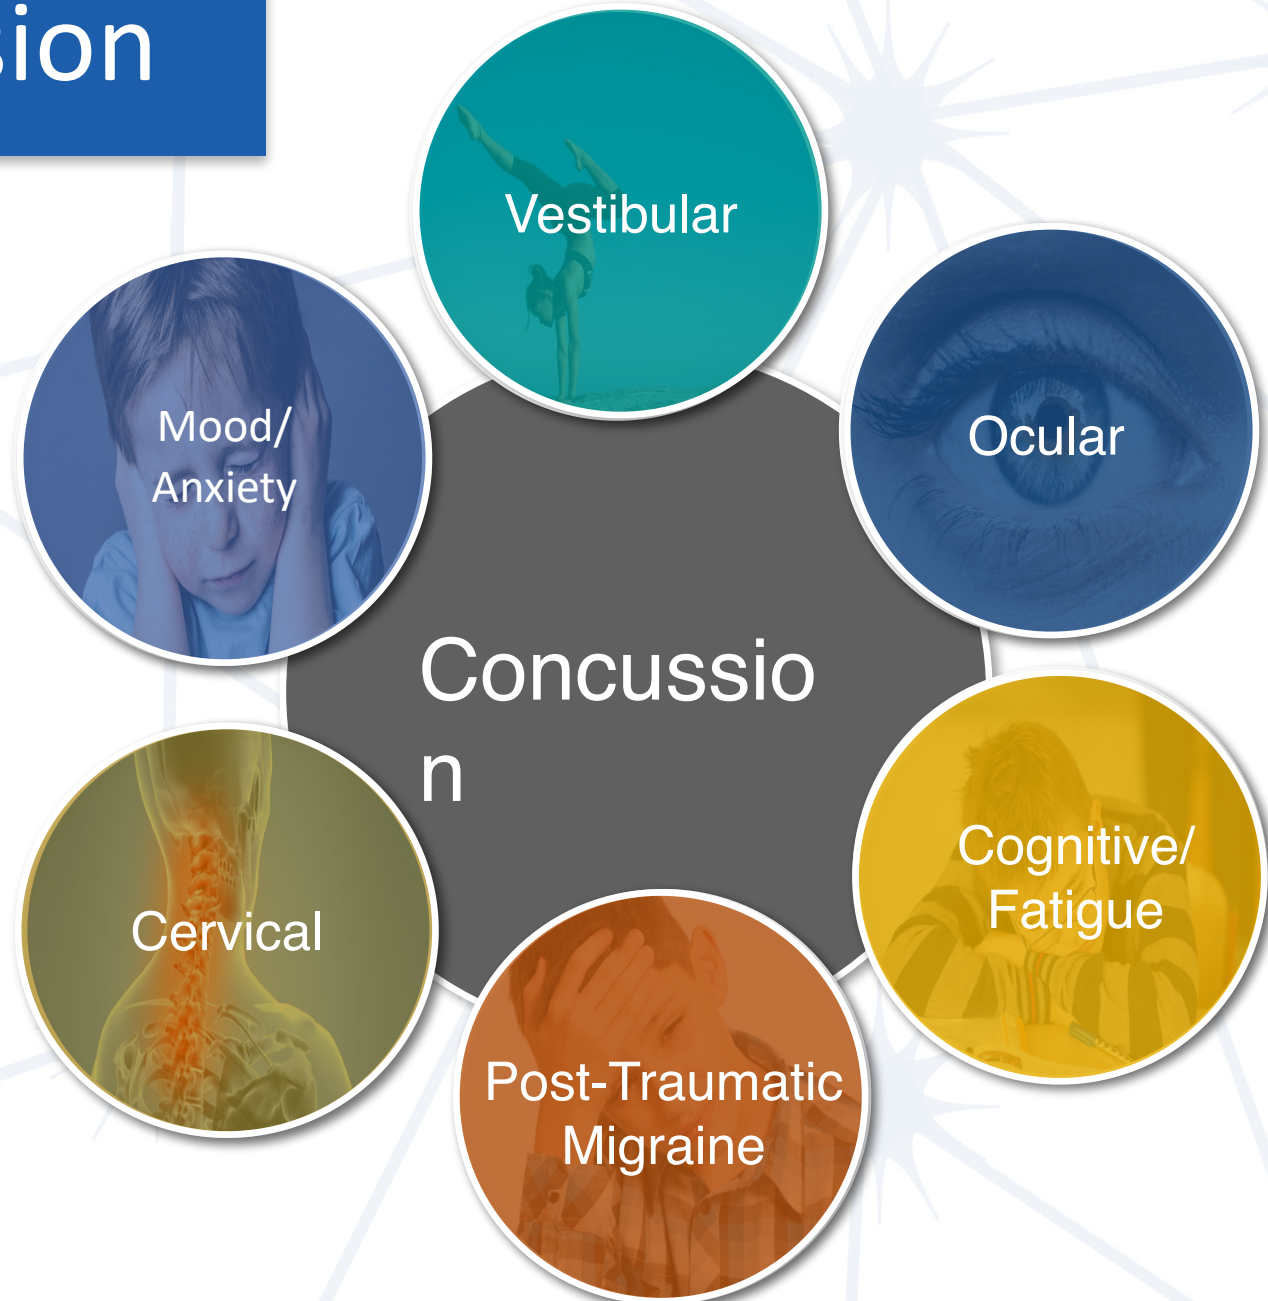 sion
Vestibular
Ocular
Mood/
Anxiety
Concussio
n
Cognitive/
Fatigue
Cervical
Post-Traumatic
Migraine